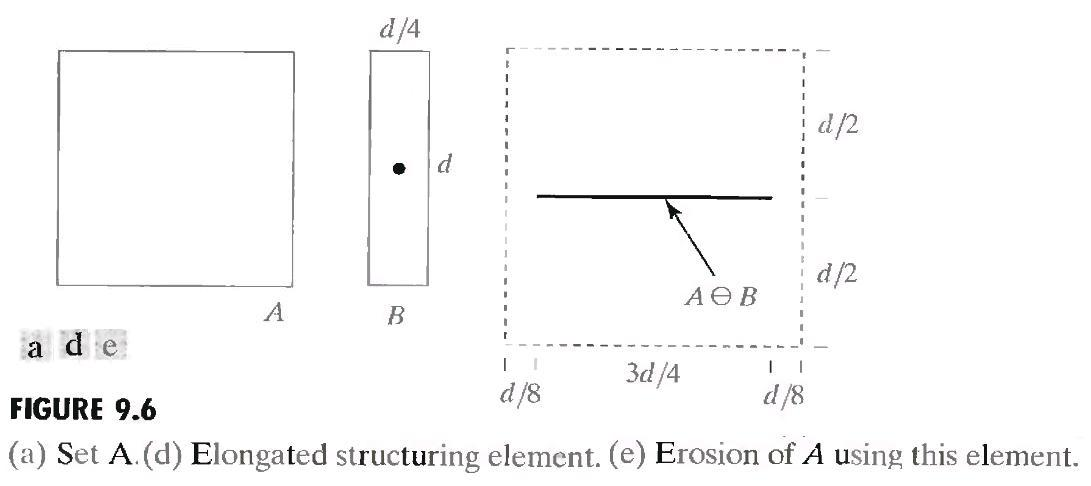 d/4
d
d/2
d/2
A ⊖ B
A
B
a d e
3d/4
d/8
d/8
FIGURE 9.6
(a) Set A.(d) Elongated structuring element. (e) Erosion of A using this element.